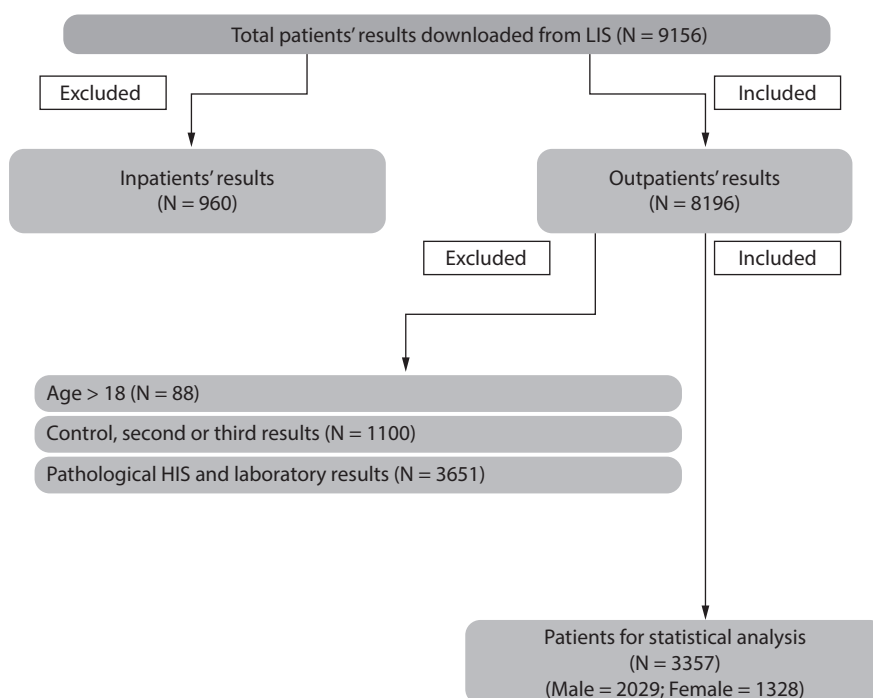 Total patients' results downloaded from LIS (N = 9156)
Excluded
Included
Inpatients' results
(N = 960)
Outpatients' results
(N = 8196)
Excluded
Included
Age > 18 (N = 88)
Control, second or third results (N = 1100)
Pathological HIS and laboratory results (N = 3651)
Patients for statistical analysis
(N = 3357)
(Male = 2029; Female = 1328)